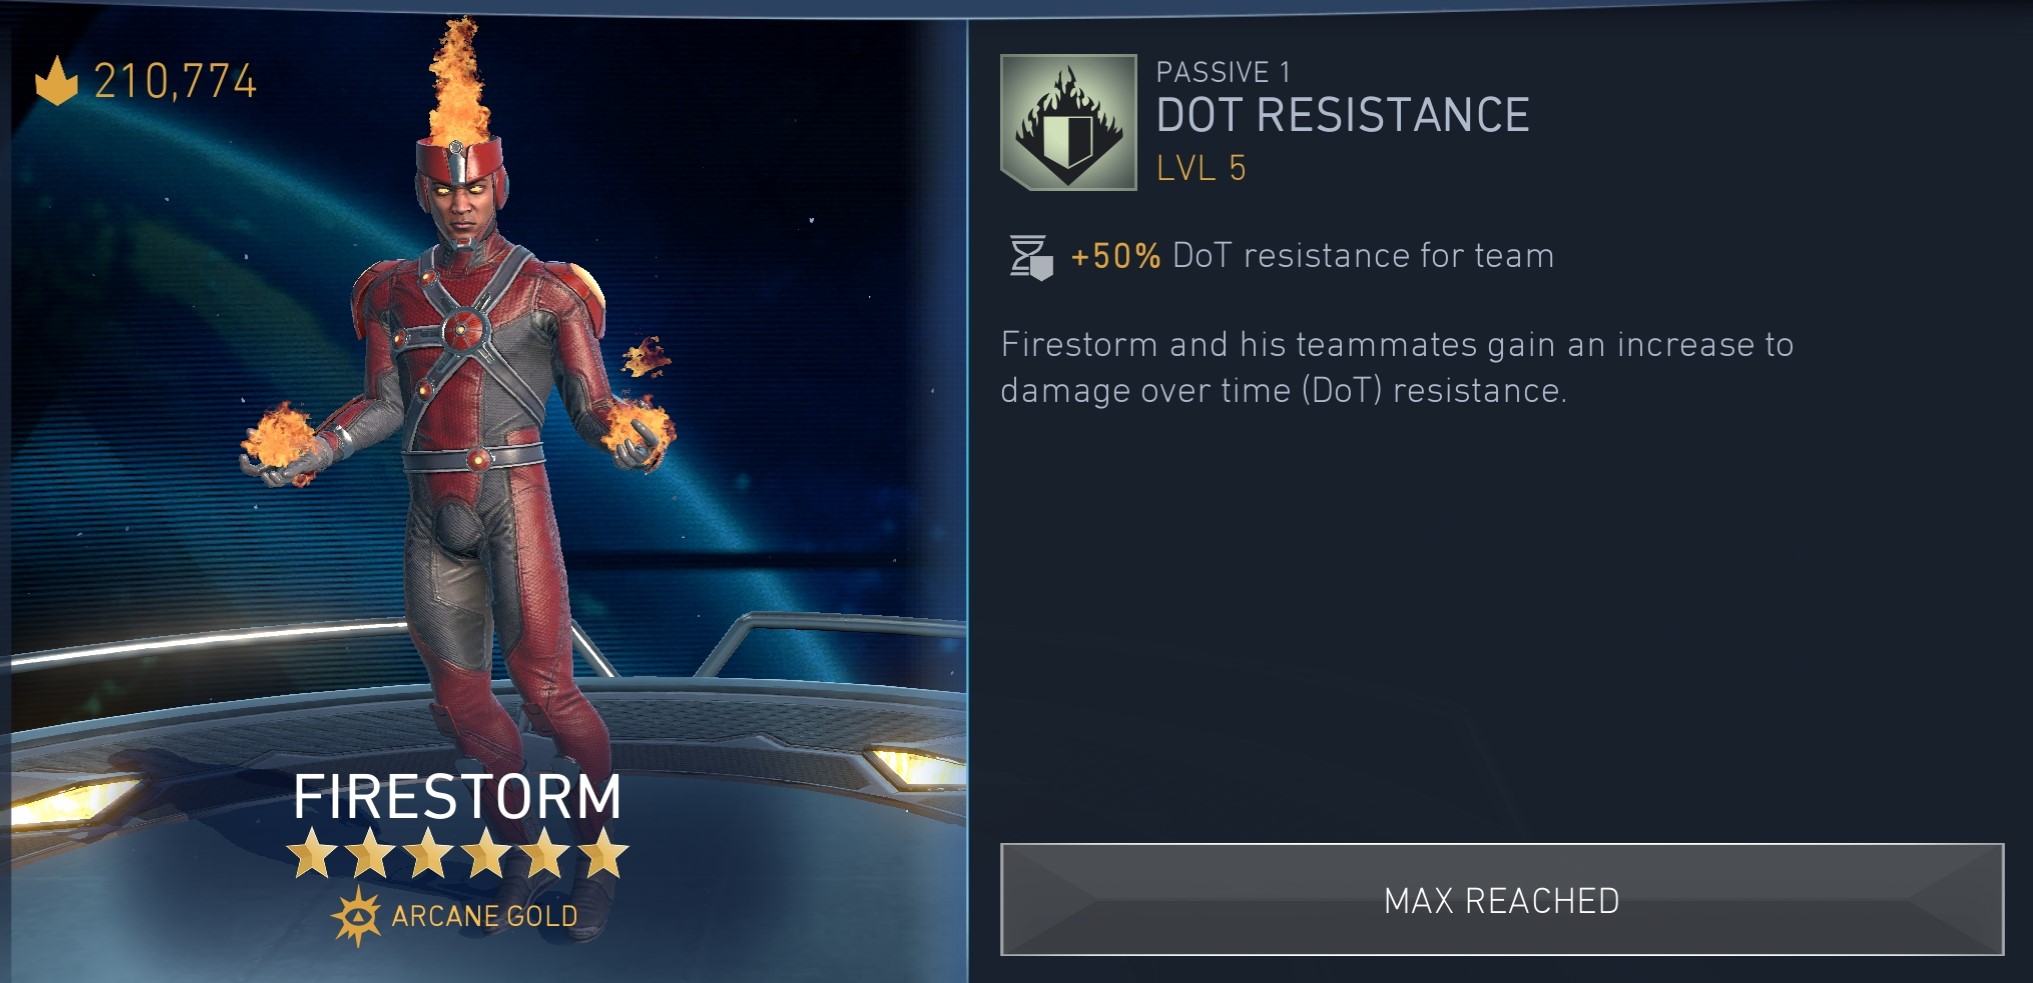 210,774
FIRESTORM
ARCANE GOLD
PASSIVE 1
DOT RESISTANCE
LVL 5
+50% DoT resistance for team
Firestorm and his teammates gain an increase to
damage over time (DoT) resistance.
MAX REACHED